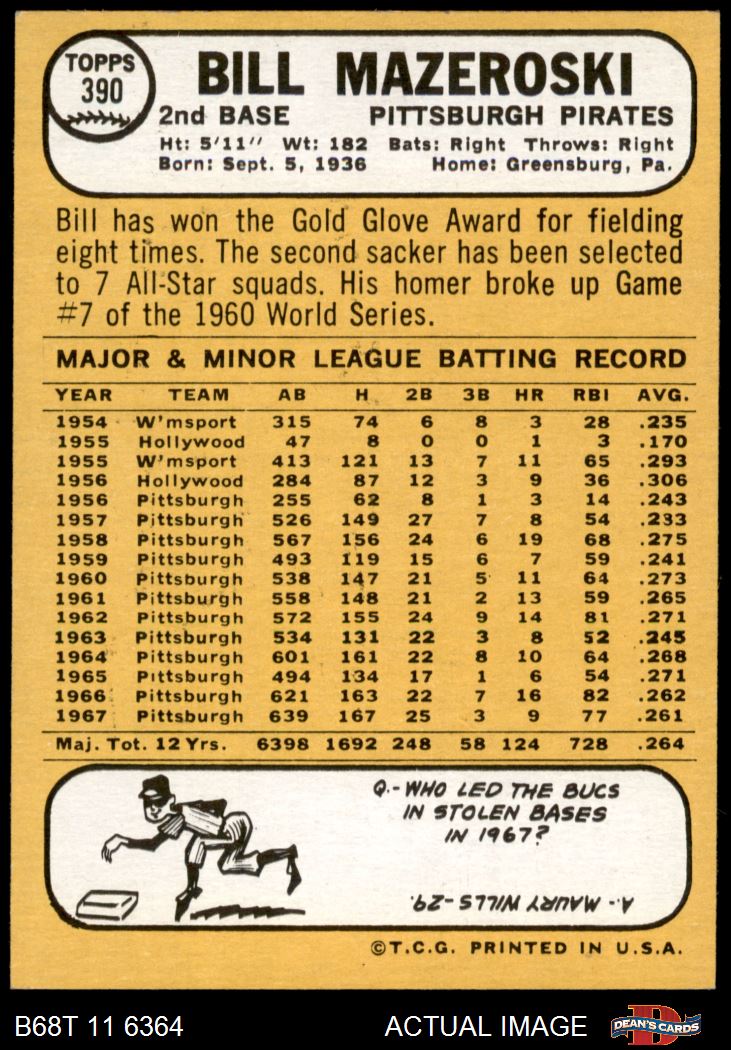 TOPPS
390
BILL MAZEROSKI
2nd BASE PITTSBURGH PIRATES
Ht: 5'11" Wt: 182 Bats: Right Throws: Right
Born: Sept. 5, 1936 Home: Greensburg, Pa.
Bill has won the Gold Glove Award for fielding
eight times. The second sacker has been selected
to 7 All-Star squads. His homer broke up Game
#7 of the 1960 World Series.
MAJOR & MINOR LEAGUE BATTING RECORD
YEAR TEAM AB H 2B 3B HR RBI AVG.
1954 W'msport 315 74 6 8 3 28 .235
1955 Hollywood 47 8 0 0 1 3 .170
1955 W'msport 413 121 13 7 11 65 .293
1956 Hollywood 284 87 12 3 9 36 .306
1956 Pittsburgh 255 62 8 1 3 14 .243
1957 Pittsburgh 526 149 27 7 8 54 .233
1958 Pittsburgh 567 156 24 6 19 68 .275
1959 Pittsburgh 493 119 15 6 7 59 .241
1960 Pittsburgh 538 147 21 5 11 64 .273
1961 Pittsburgh 558 148 21 2 13 59 .265
1962 Pittsburgh 572 155 24 9 14 81 .271
1963 Pittsburgh 534 131 22 3 8 52 .245
1964 Pittsburgh 601 161 22 8 10 64 .268
1965 Pittsburgh 494 134 17 1 6 54 .271
1966 Pittsburgh 621 163 22 7 16 82 .262
1967 Pittsburgh 639 167 25 3 9 77 .261
Maj. Tot. 12 Yrs. 6398 1692 248 58 124 728 .264
Q.-WHO LED THE BUCS
IN STOLEN BASES
IN 1967?
A.- MAURY WILLS-29.
©T.C.G. PRINTED IN U.S.A.
B68T 11 6364 ACTUAL IMAGE
DEAN'S CARDS